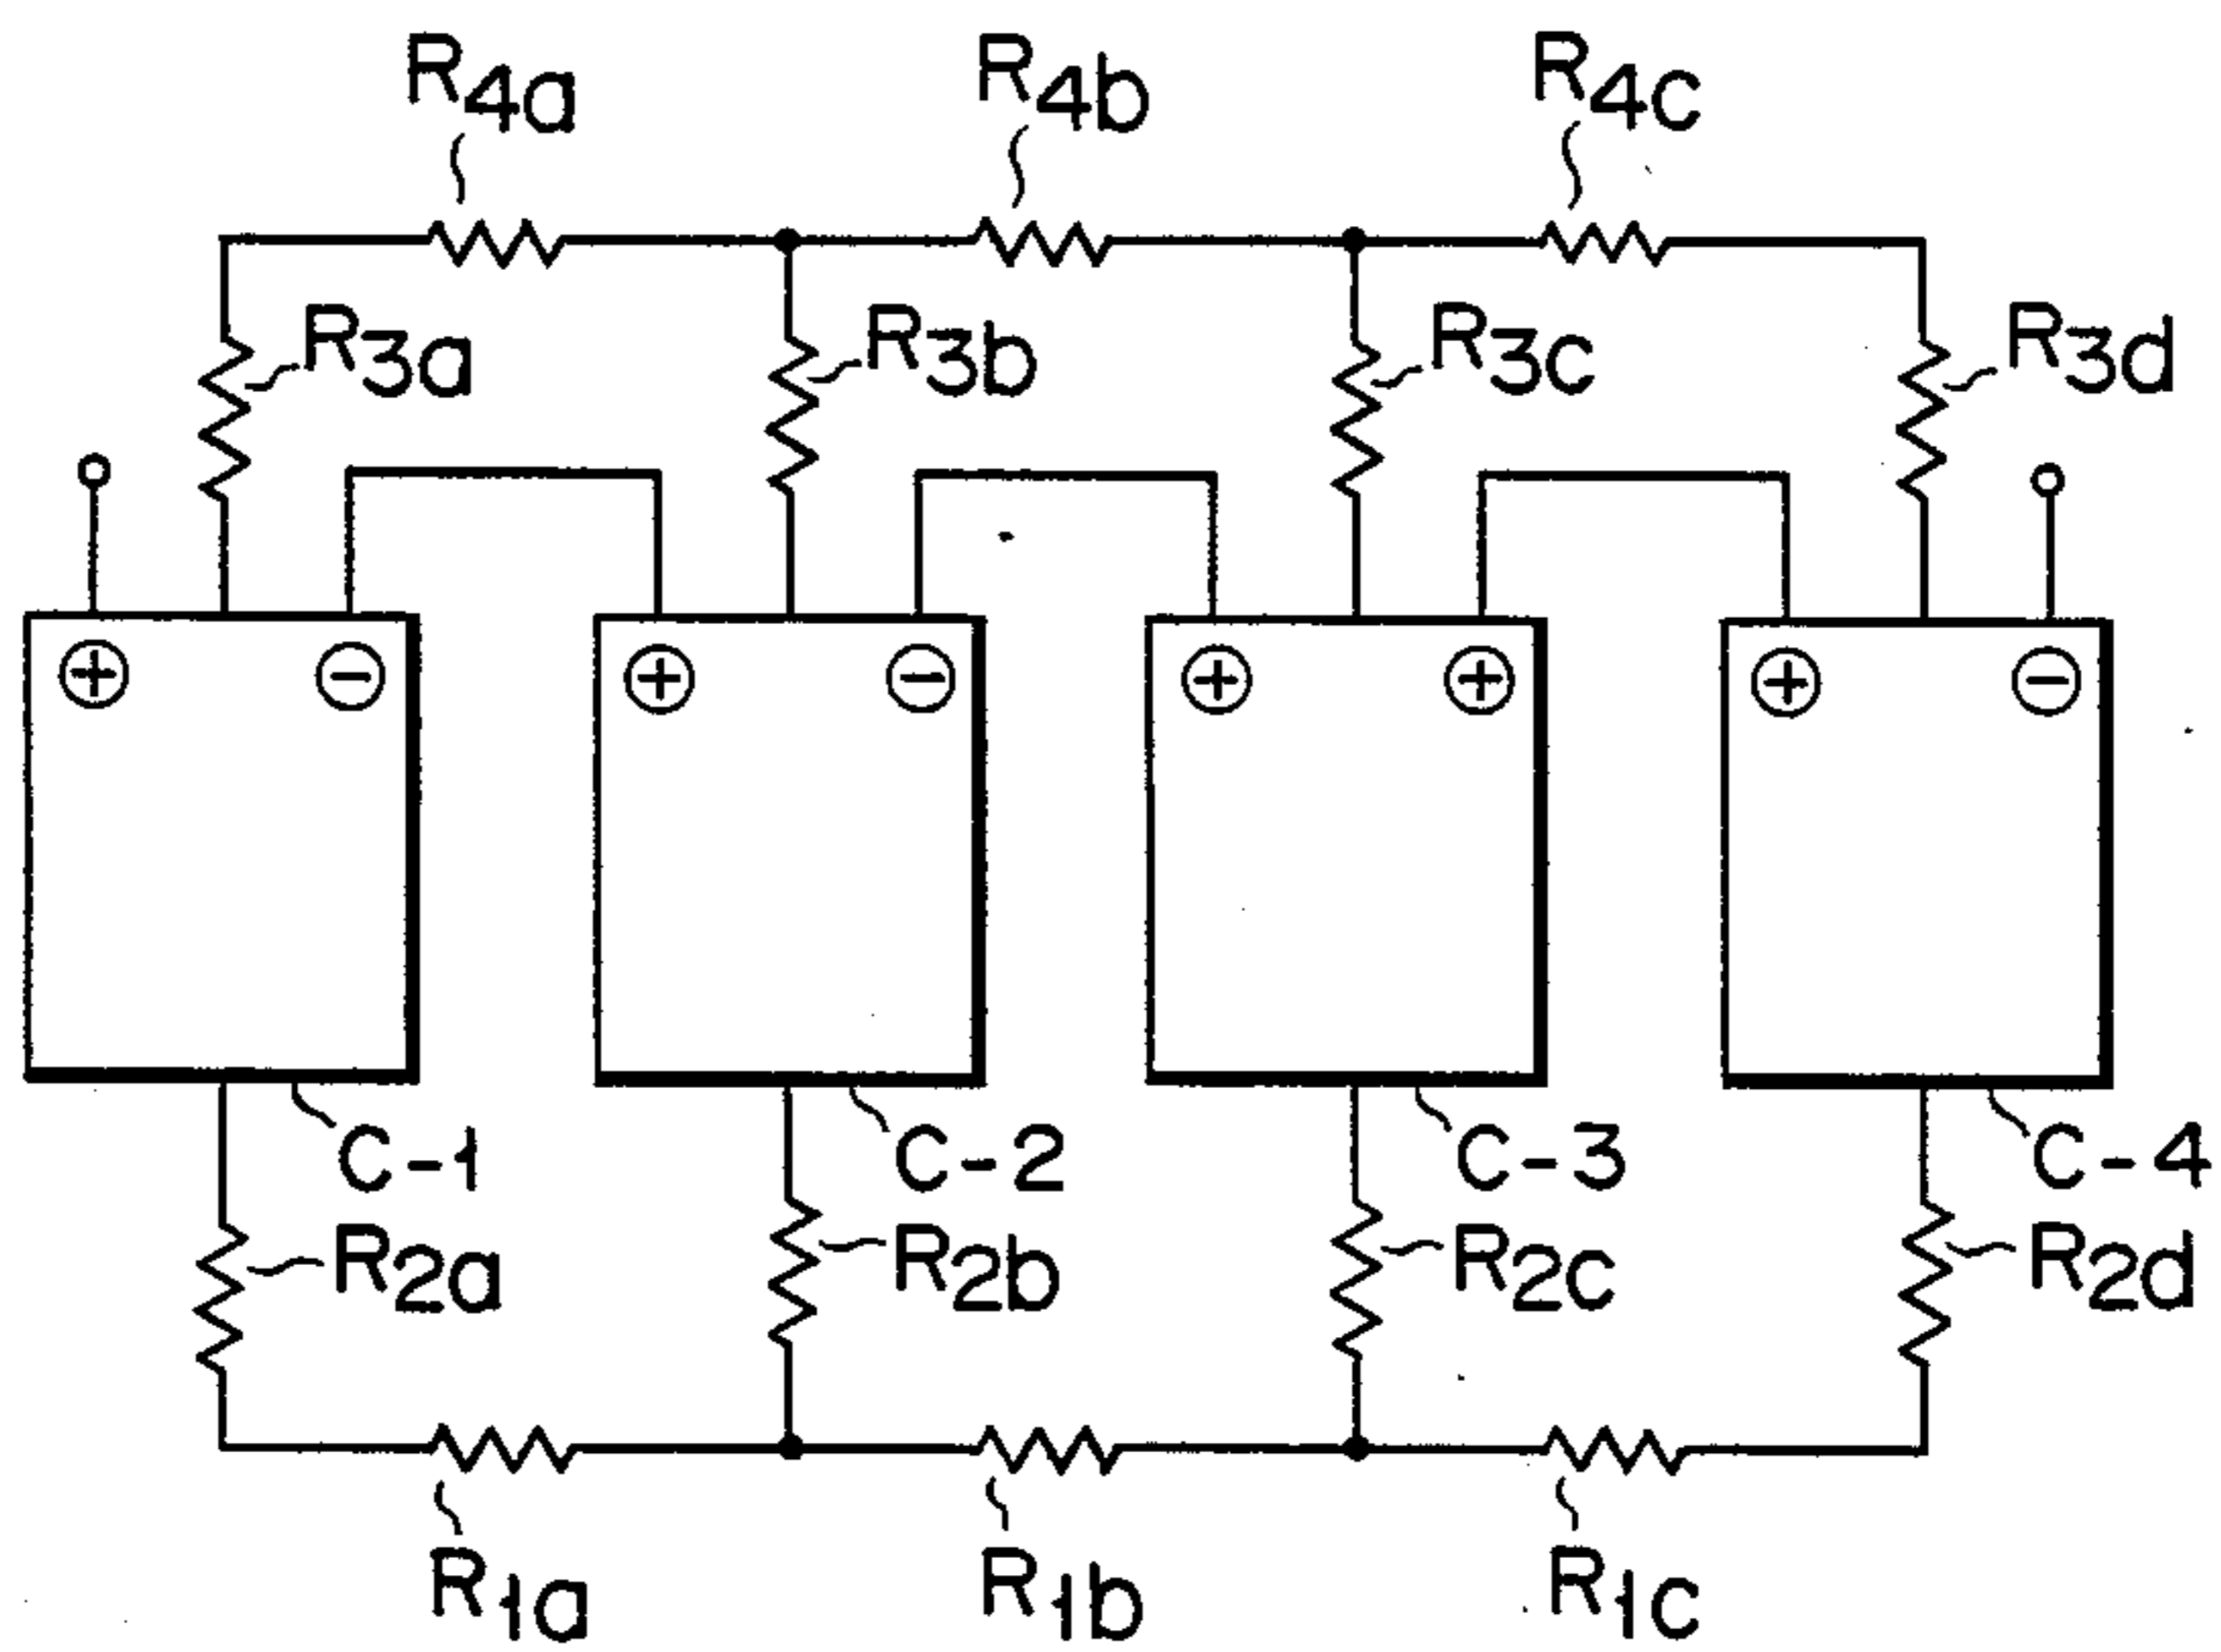 R4a R4b R4c
R3a R3b R3c R3d
+ − + − + + + −
C-1 C-2 C-3 C-4
R2a R2b R2c R2d
R1a R1b R1c